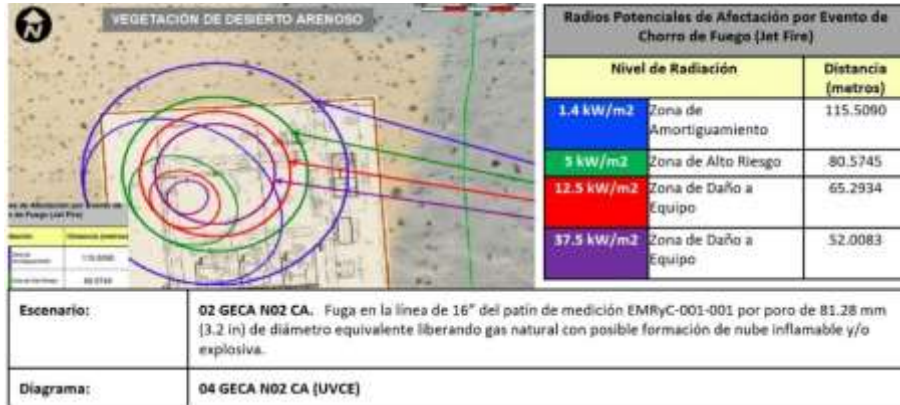 VEGETACIÓN DE DESIERTO ARENOSO
Radios Potenciales de Afectación por Evento de
Chorro de Fuego (Jet Fire)
Nivel de Radiación
Distancia
(metros)
1.4 kW/m2 Zona de
Amortiguamiento
115.5090
5 kW/m2 Zona de Alto Riesgo 80.5745
12.5 kW/m2 Zona de Daño a
Equipo
65.2934
37.5 kW/m2 Zona de Daño a
Equipo
52.0083
Escenario:
02 GECA N02 CA. Fuga en la línea de 16" del patín de medición EMRyC-001-001 por poro de 81.28 mm
(3.2 in) de diámetro equivalente liberando gas natural con posible formación de nube inflamable y/o
explosiva.
Diagrama:
04 GECA N02 CA (UVCE)